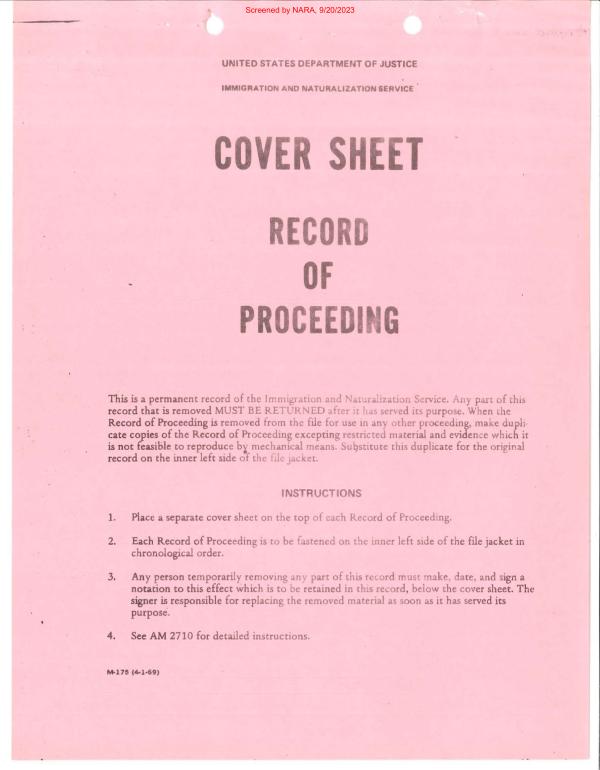 Screened by NARA, 9/20/2023
UNITED STATES DEPARTMENT OF JUSTICE
IMMIGRATION AND NATURALIZATION SERVICE
COVER SHEET
RECORD
OF
PROCEEDING
This is a permanent record of the Immigration and Naturalization Service. Any part of this
record that is removed MUST BE RETURNED after it has served its purpose. When the
Record of Proceeding is removed from the file for use in any other proceeding, make dupli-
cate copies of the Record of Proceeding excepting restricted material and evidence which it
is not feasible to reproduce by mechanical means. Substitute this duplicate for the original
record on the inner left side of the file jacket.
INSTRUCTIONS
1. Place a separate cover sheet on the top of each Record of Proceeding.
2. Each Record of Proceeding is to be fastened on the inner left side of the file jacket in
chronological order.
3. Any person temporarily removing any part of this record must make, date, and sign a
notation to this effect which is to be retained in this record, below the cover sheet. The
signer is responsible for replacing the removed material as soon as it has served its
purpose.
4. See AM 2710 for detailed instructions.
M-175 (4-1-69)